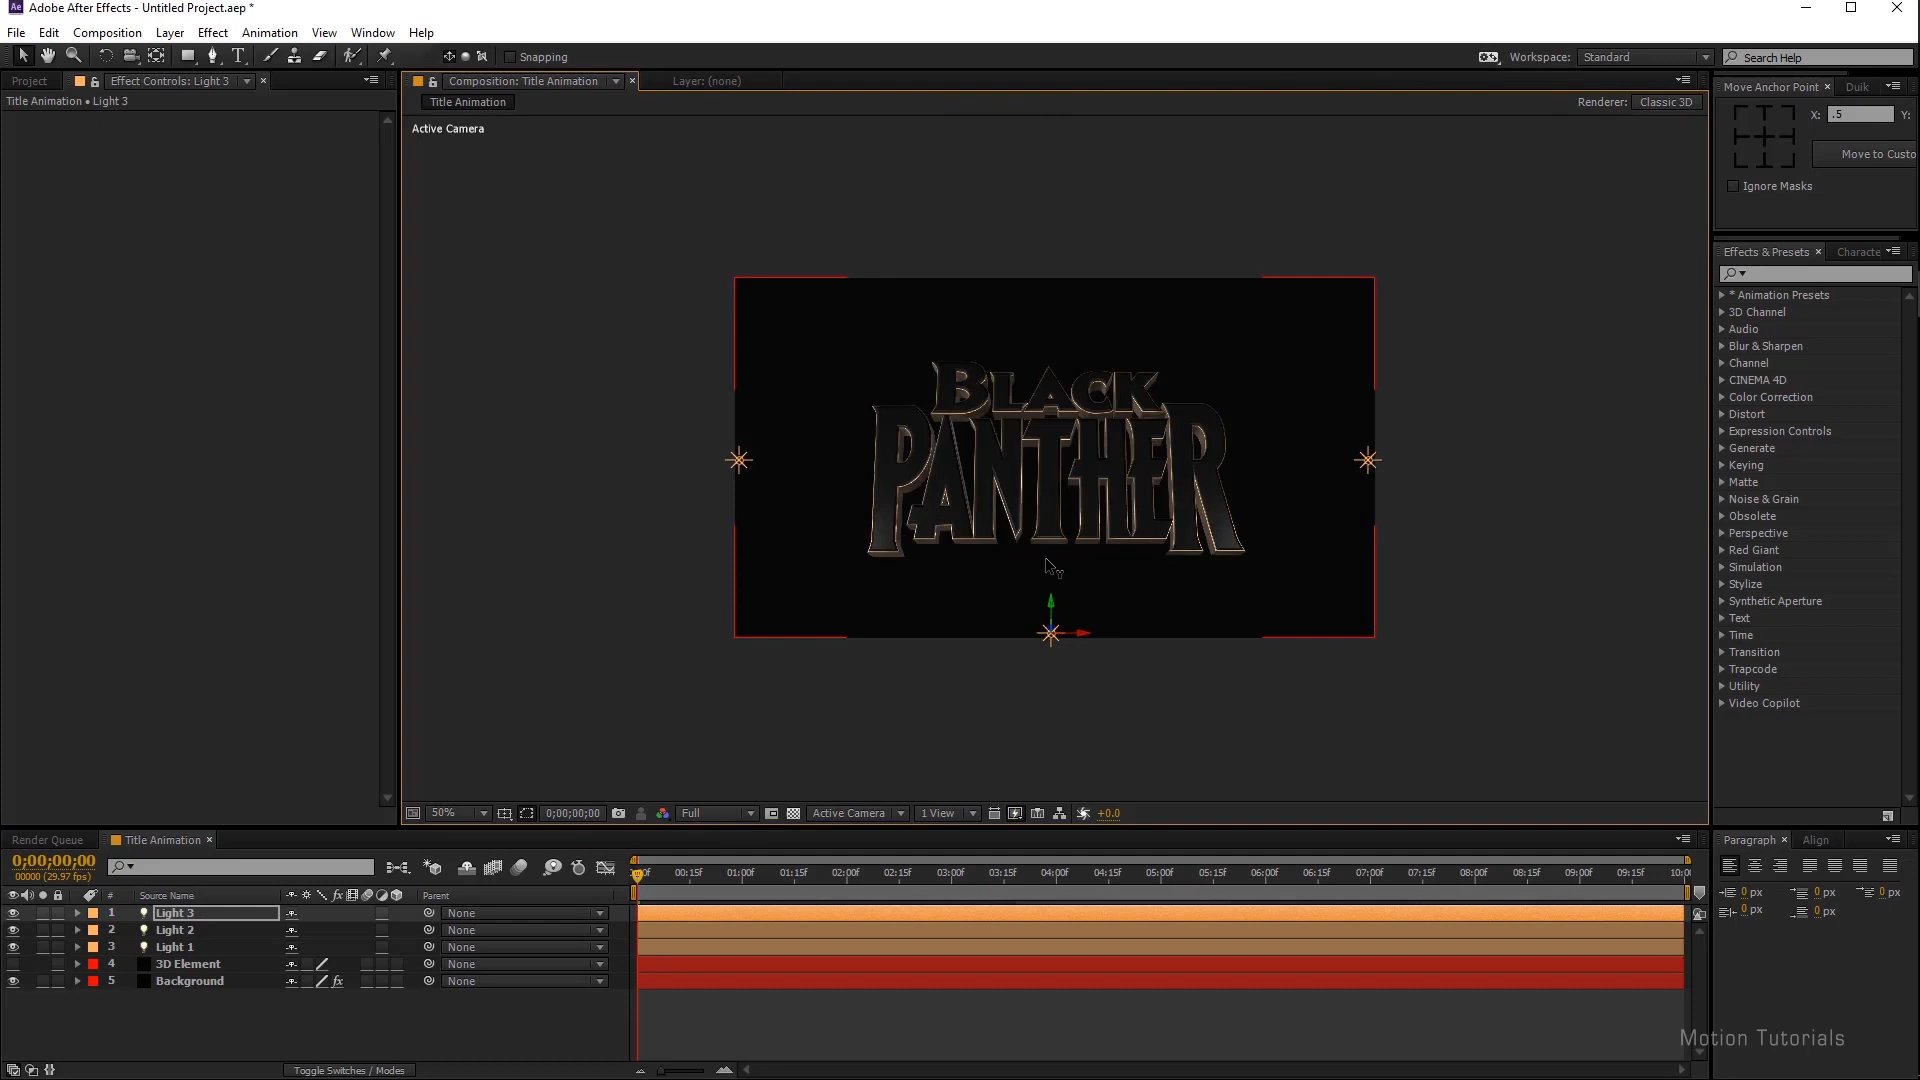 Ae Adobe After Effects - Untitled Project.aep *
File Edit Composition Layer Effect Animation View Window Help
Snapping
Workspace: Standard
Search Help
Project Effect Controls: Light 3
Composition: Title Animation
Layer: (none)
Move Anchor Point Duik
Title Animation • Light 3
Title Animation
Renderer: Classic 3D
X: .5 Y:
Active Camera
Move to Custo
Ignore Masks
Effects & Presets Characte
* Animation Presets
3D Channel
Audio
Blur & Sharpen
Channel
CINEMA 4D
Color Correction
Distort
Expression Controls
Generate
Keying
Matte
Noise & Grain
Obsolete
Perspective
Red Giant
Simulation
Stylize
Synthetic Aperture
Text
Time
Transition
Trapcode
Utility
Video Copilot
BLACK
PANTHER
50% 0;00;00;00 Full Active Camera 1 View +0.0
Render Queue Title Animation
Paragraph Align
0;00;00;00
00000 (29.97 fps)
00:15f 01:00f 01:15f 02:00f 02:15f 03:00f 03:15f 04:00f 04:15f 05:00f 05:15f 06:00f 06:15f 07:00f 07:15f 08:00f 08:15f 09:00f 09:15f 10:0
# Source Name fx Parent
1 Light 3 None
2 Light 2 None
3 Light 1 None
4 3D Element None
5 Background fx None
0 px 0 px 0 px
0 px 0 px
Toggle Switches / Modes
Motion Tutorials